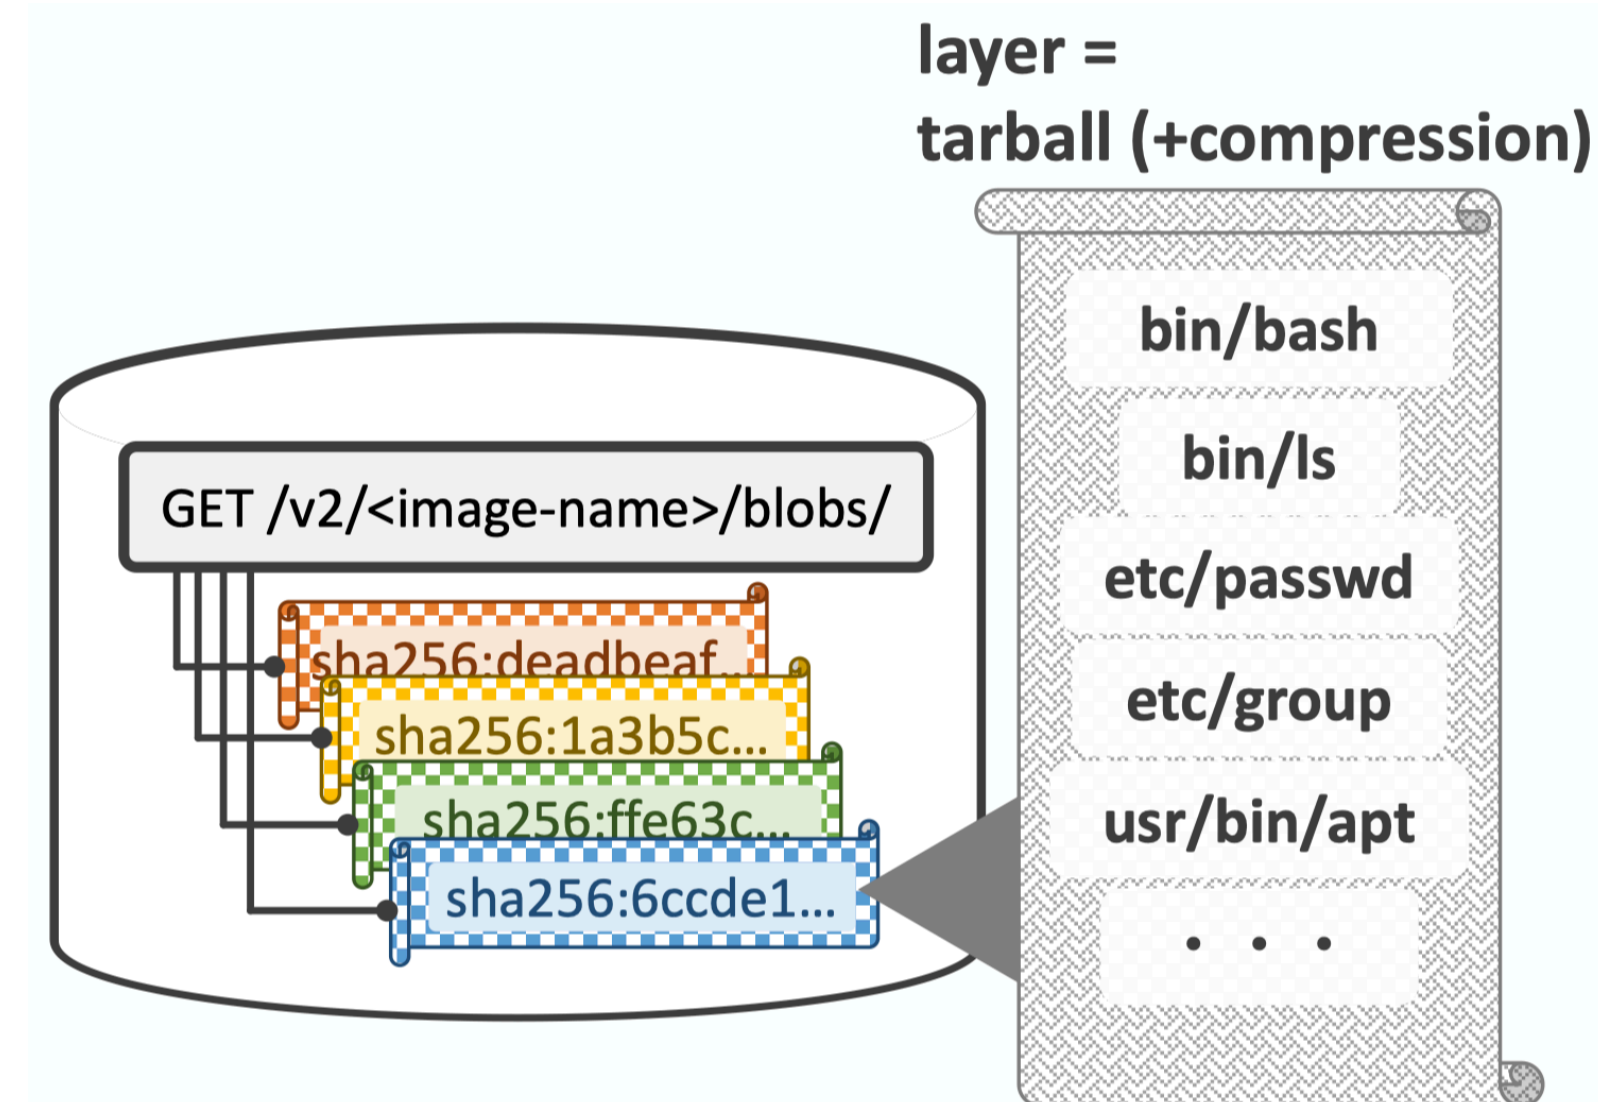 layer =
tarball (+compression)
GET /v2/<image-name>/blobs/
sha256:deadbeaf...
sha256:1a3b5c...
sha256:ffe63c...
sha256:6ccde1...
bin/bash
bin/ls
etc/passwd
etc/group
usr/bin/apt
. . .